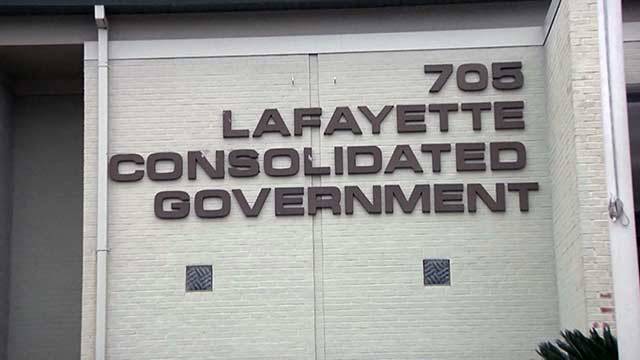 705
LAFAYETTE
CONSOLIDATED
GOVERNMENT